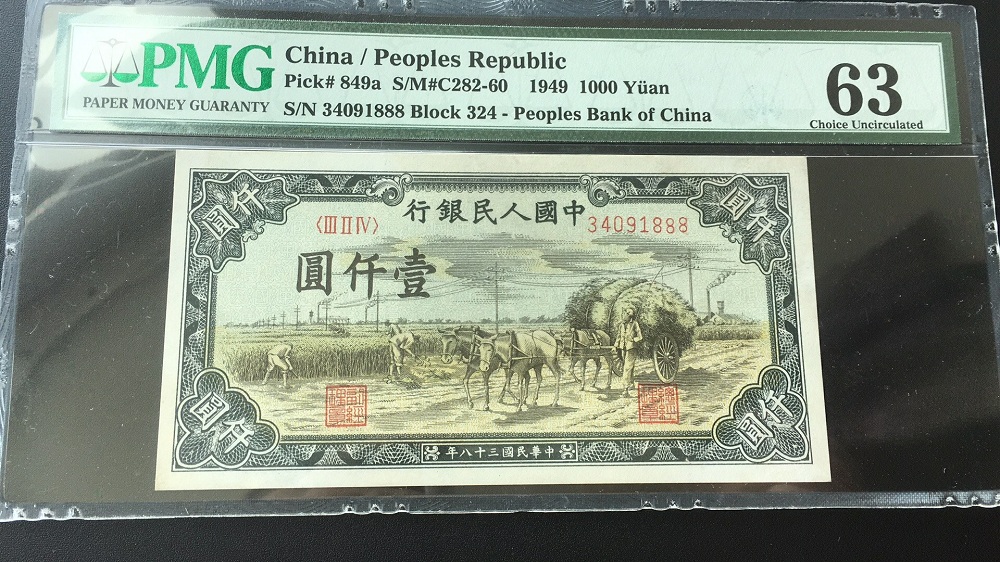 PMG
PAPER MONEY GUARANTY
China / Peoples Republic
Pick# 849a S/M#C282-60 1949 1000 Yüan
S/N 34091888 Block 324 - Peoples Bank of China
63
Choice Uncirculated
行銀民人國中
〈III II IV〉
34091888
圓仟壹
圓仟
圓仟
圓仟
圓仟
年八十三國民華中